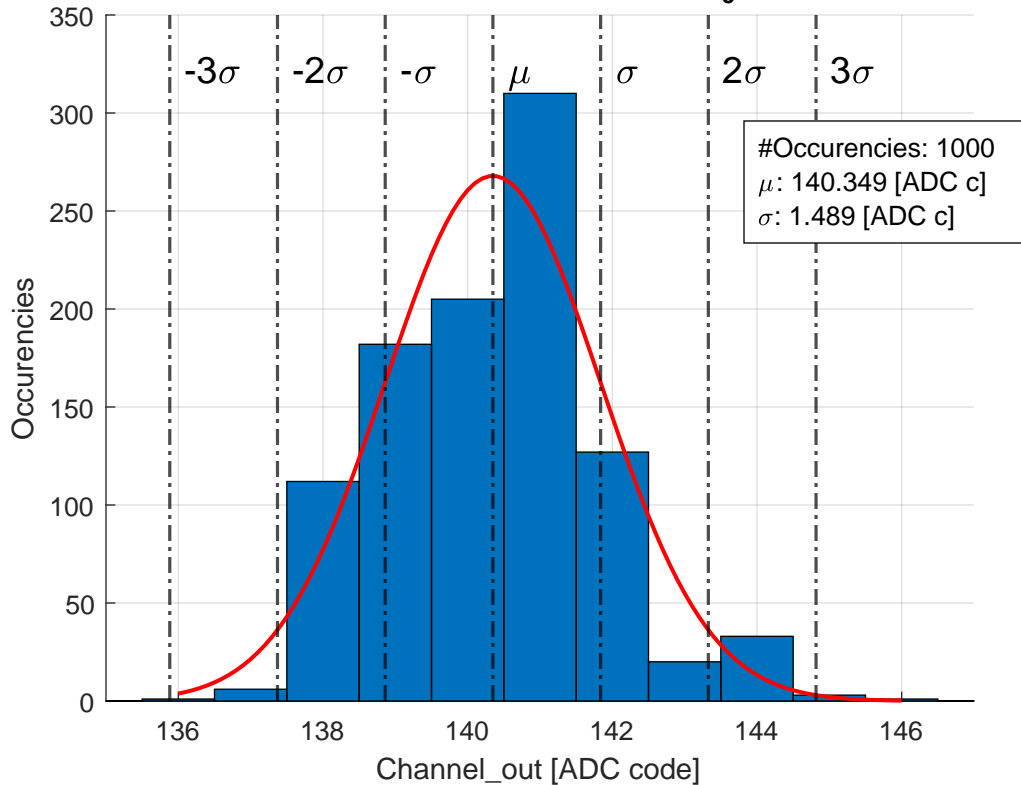 350
300
250
200
150
100
50
0
-3σ
-2σ
-σ
μ
σ
2σ
3σ
#Occurencies: 1000
μ: 140.349 [ADC c]
σ: 1.489 [ADC c]
Occurencies
136
138
140
142
144
146
Channel_out [ADC code]